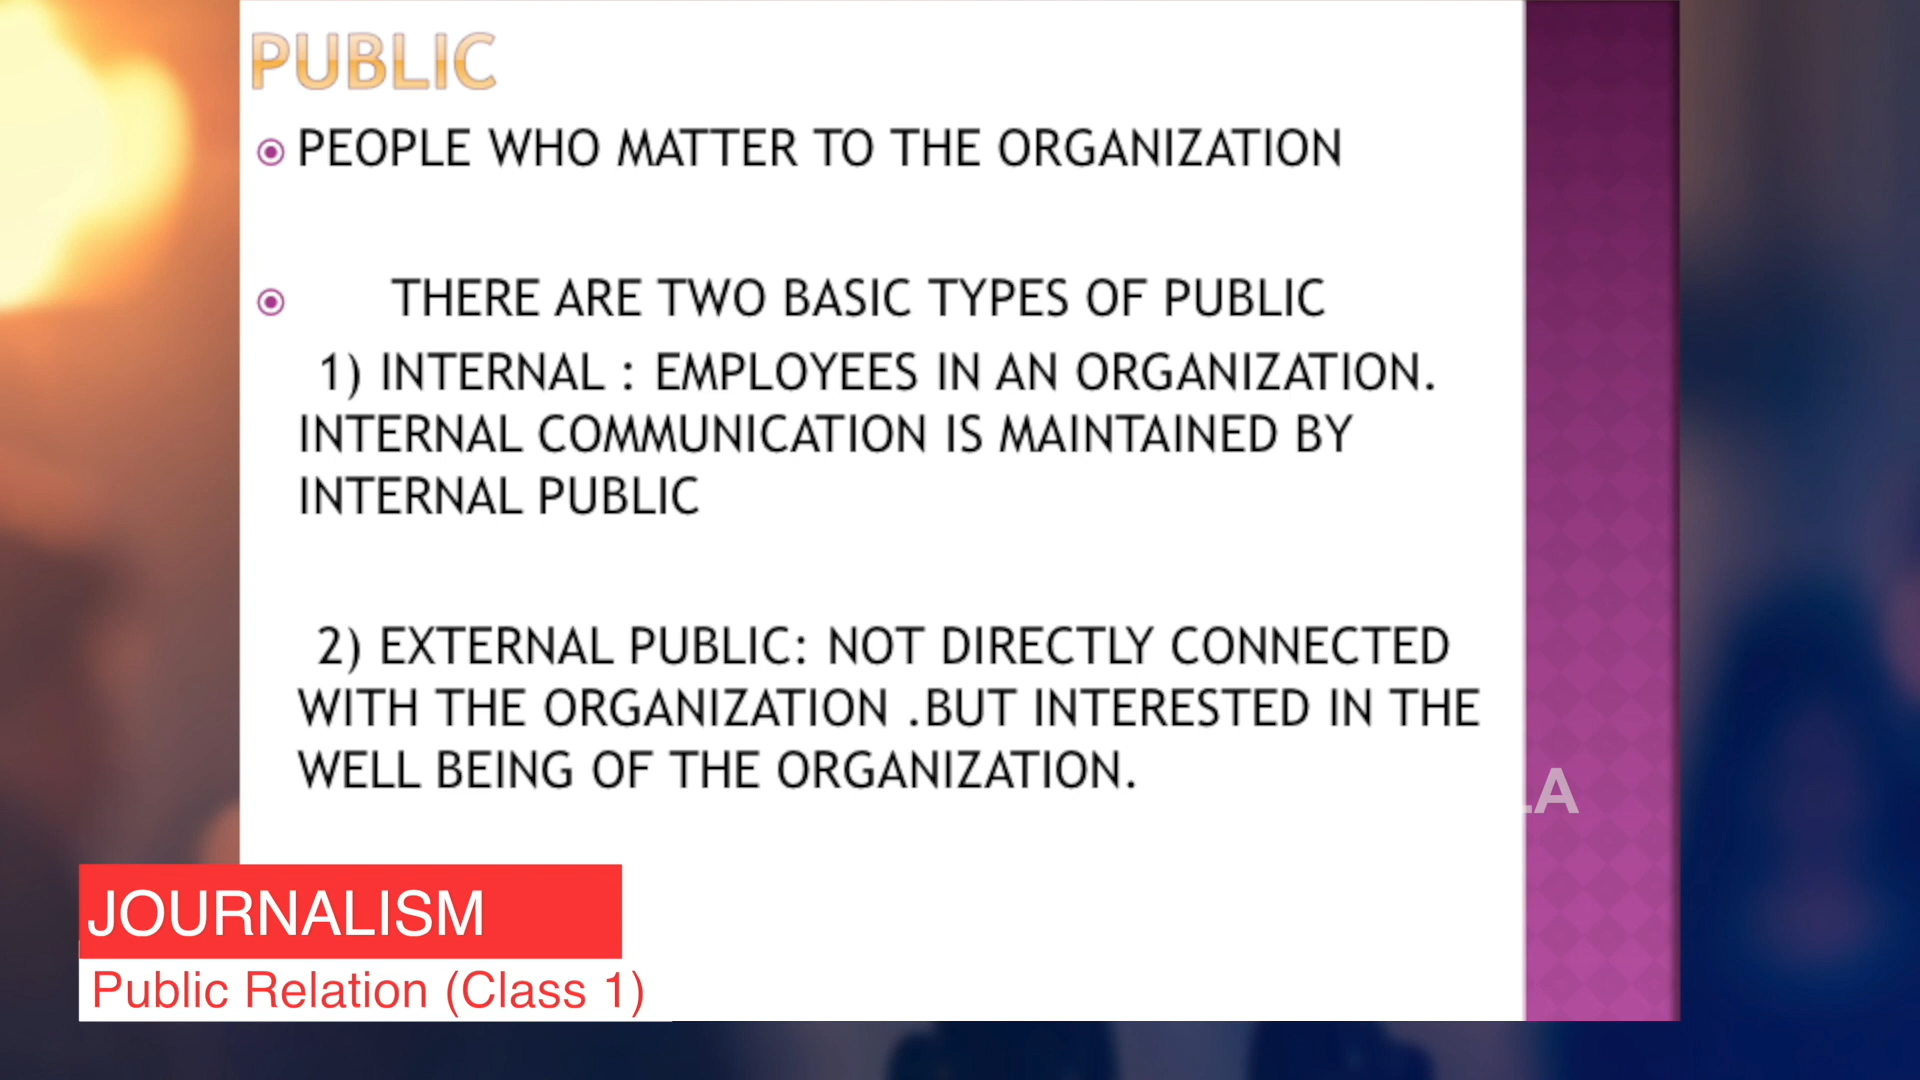 PUBLIC
PEOPLE WHO MATTER TO THE ORGANIZATION
THERE ARE TWO BASIC TYPES OF PUBLIC
1) INTERNAL : EMPLOYEES IN AN ORGANIZATION.
INTERNAL COMMUNICATION IS MAINTAINED BY
INTERNAL PUBLIC
2) EXTERNAL PUBLIC: NOT DIRECTLY CONNECTED
WITH THE ORGANIZATION .BUT INTERESTED IN THE
WELL BEING OF THE ORGANIZATION.
JOURNALISM
Public Relation (Class 1)